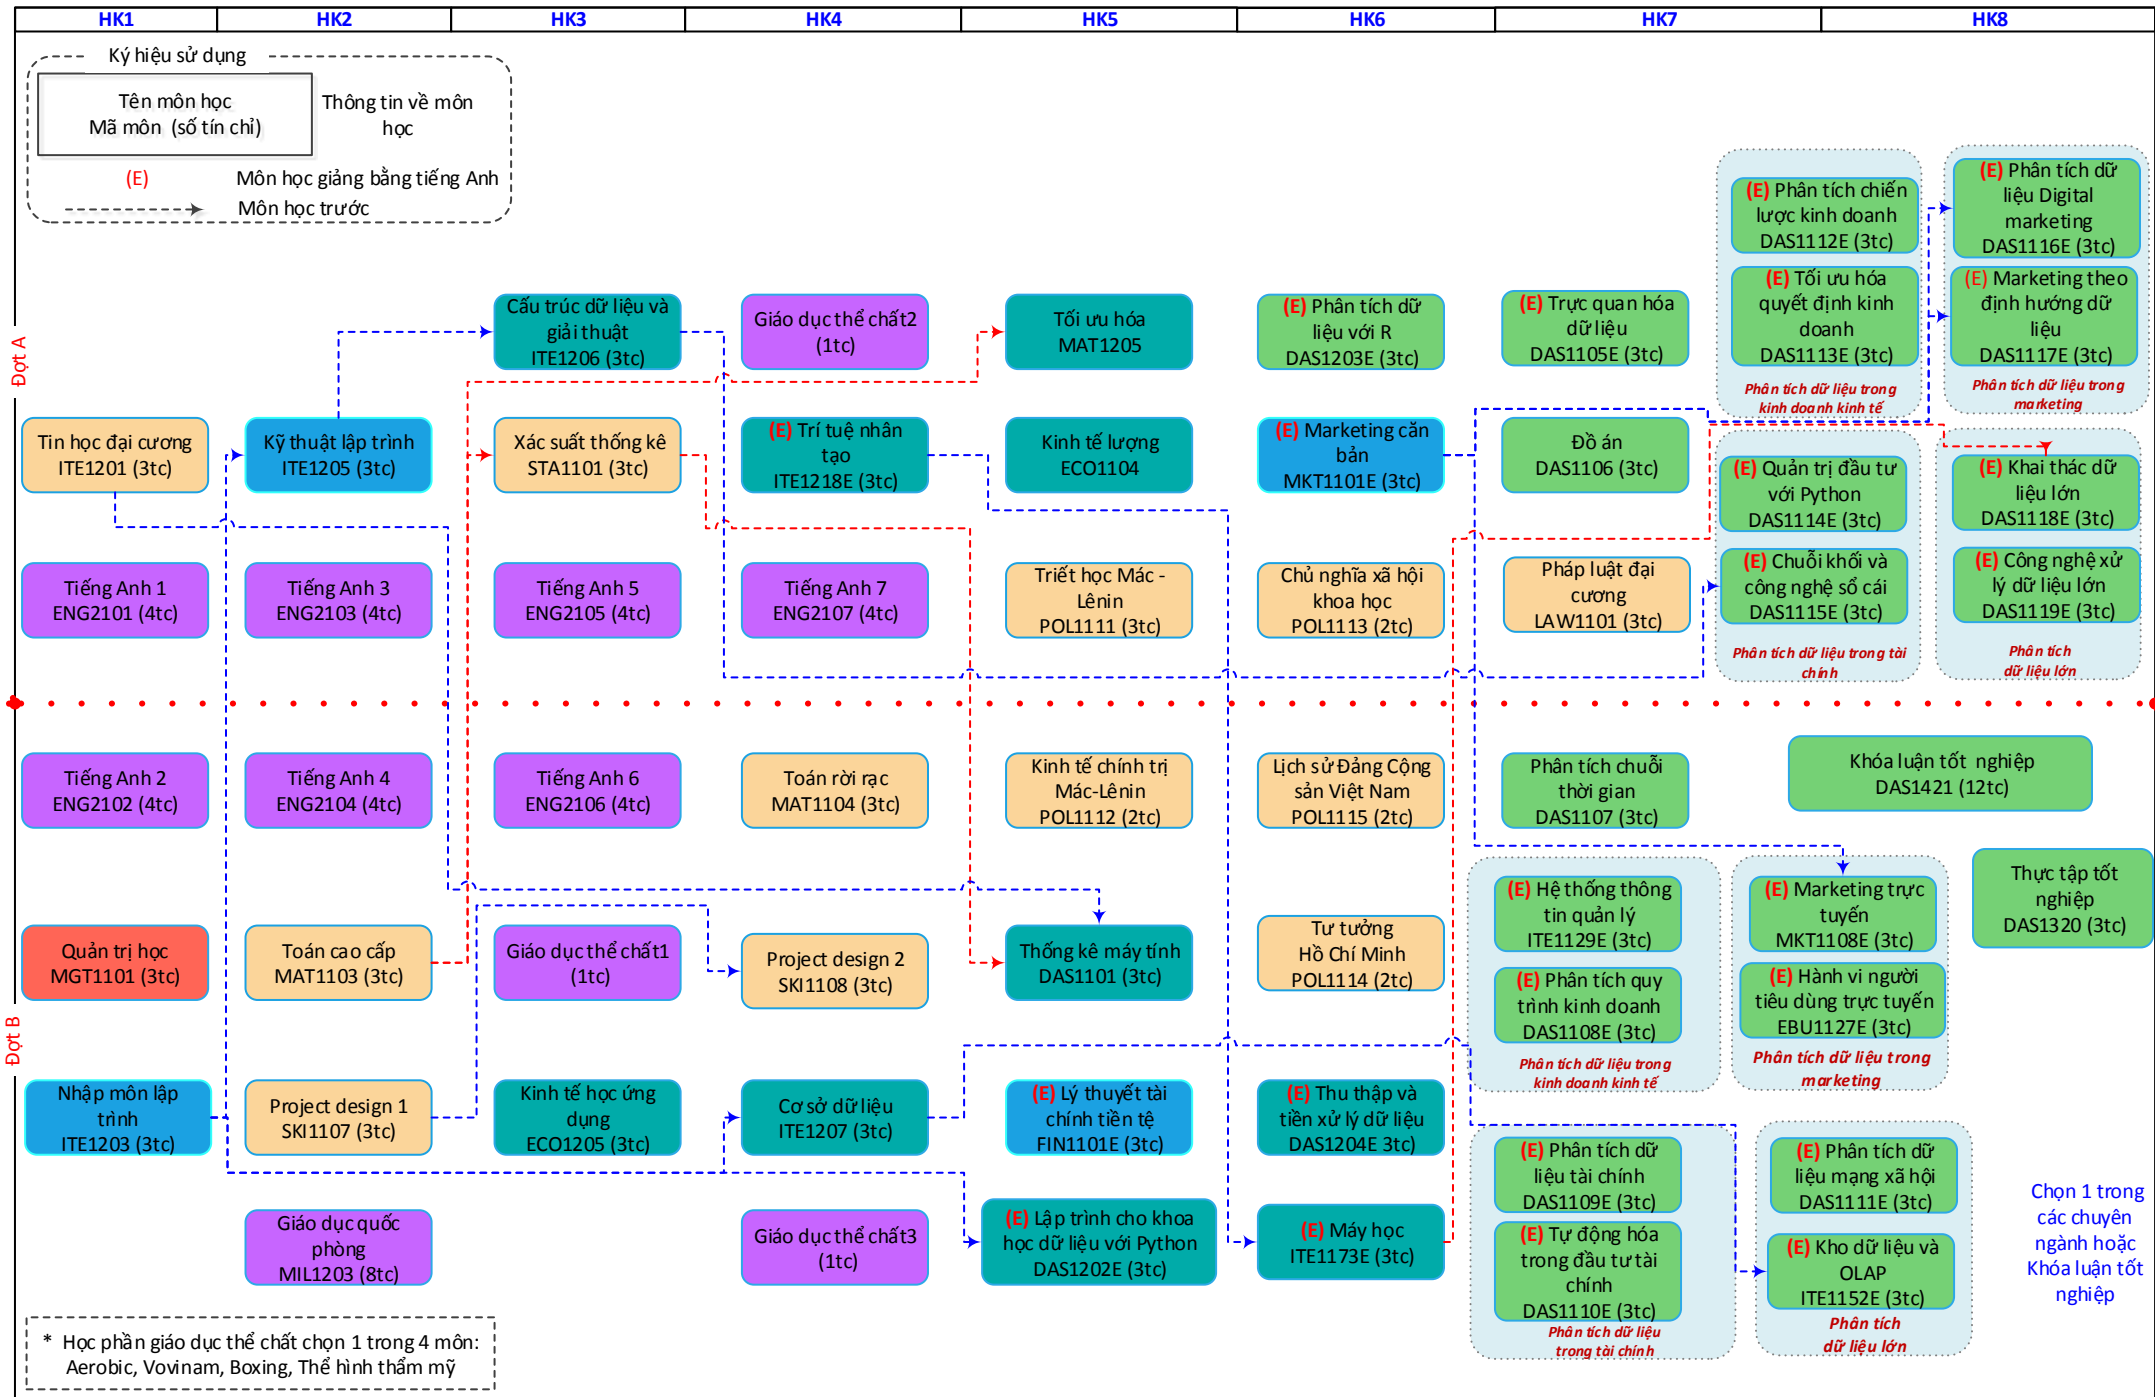 HK1
HK2
HK3
HK4
HK5
HK6
HK7
HK8
Ký hiệu sử dụng
Tên môn học
Mã môn (số tín chỉ)
Thông tin về môn
học
(E)
Môn học giảng bằng tiếng Anh
Môn học trước
Đợt A
Tin học đại cương
ITE1201 (3tc)
Tiếng Anh 1
ENG2101 (4tc)
Kỹ thuật lập trình
ITE1205 (3tc)
Tiếng Anh 3
ENG2103 (4tc)
Cấu trúc dữ liệu và
giải thuật
ITE1206 (3tc)
Xác suất thống kê
STA1101 (3tc)
Tiếng Anh 5
ENG2105 (4tc)
Giáo dục thể chất2
(1tc)
(E) Trí tuệ nhân
tạo
ITE1218E (3tc)
Tiếng Anh 7
ENG2107 (4tc)
Tối ưu hóa
MAT1205
Kinh tế lượng
ECO1104
Triết học Mác -
Lênin
POL1111 (3tc)
(E) Phân tích dữ
liệu với R
DAS1203E (3tc)
(E) Marketing căn
bản
MKT1101E (3tc)
Chủ nghĩa xã hội
khoa học
POL1113 (2tc)
(E) Trực quan hóa
dữ liệu
DAS1105E (3tc)
Đồ án
DAS1106 (3tc)
Pháp luật đại
cương
LAW1101 (3tc)
(E) Phân tích chiến
lược kinh doanh
DAS1112E (3tc)
(E) Tối ưu hóa
quyết định kinh
doanh
DAS1113E (3tc)
Phân tích dữ liệu trong
kinh doanh kinh tế
(E) Quản trị đầu tư
với Python
DAS1114E (3tc)
(E) Chuỗi khối và
công nghệ sổ cái
DAS1115E (3tc)
Phân tích dữ liệu trong tài
chính
(E) Phân tích dữ
liệu Digital
marketing
DAS1116E (3tc)
(E) Marketing theo
định hướng dữ
liệu
DAS1117E (3tc)
Phân tích dữ liệu trong
marketing
(E) Khai thác dữ
liệu lớn
DAS1118E (3tc)
(E) Công nghệ xử
lý dữ liệu lớn
DAS1119E (3tc)
Phân tích
dữ liệu lớn
Đợt B
Tiếng Anh 2
ENG2102 (4tc)
Quản trị học
MGT1101 (3tc)
Nhập môn lập
trình
ITE1203 (3tc)
Tiếng Anh 4
ENG2104 (4tc)
Toán cao cấp
MAT1103 (3tc)
Project design 1
SKI1107 (3tc)
Giáo dục quốc
phòng
MIL1203 (8tc)
Tiếng Anh 6
ENG2106 (4tc)
Giáo dục thể chất1
(1tc)
Kinh tế học ứng
dụng
ECO1205 (3tc)
Toán rời rạc
MAT1104 (3tc)
Project design 2
SKI1108 (3tc)
Cơ sở dữ liệu
ITE1207 (3tc)
Giáo dục thể chất3
(1tc)
Kinh tế chính trị
Mác-Lênin
POL1112 (2tc)
Thống kê máy tính
DAS1101 (3tc)
(E) Lý thuyết tài
chính tiền tệ
FIN1101E (3tc)
(E) Lập trình cho khoa
học dữ liệu với Python
DAS1202E (3tc)
Lịch sử Đảng Cộng
sản Việt Nam
POL1115 (2tc)
Tư tưởng
Hồ Chí Minh
POL1114 (2tc)
(E) Thu thập và
tiền xử lý dữ liệu
DAS1204E 3tc)
(E) Máy học
ITE1173E (3tc)
Phân tích chuỗi
thời gian
DAS1107 (3tc)
(E) Hệ thống thông
tin quản lý
ITE1129E (3tc)
(E) Phân tích quy
trình kinh doanh
DAS1108E (3tc)
Phân tích dữ liệu trong
kinh doanh kinh tế
(E) Phân tích dữ
liệu tài chính
DAS1109E (3tc)
(E) Tự động hóa
trong đầu tư tài
chính
DAS1110E (3tc)
Phân tích dữ liệu
trong tài chính
Khóa luận tốt nghiệp
DAS1421 (12tc)
(E) Marketing trực
tuyến
MKT1108E (3tc)
(E) Hành vi người
tiêu dùng trực tuyến
EBU1127E (3tc)
Phân tích dữ liệu trong
marketing
(E) Phân tích dữ
liệu mạng xã hội
DAS1111E (3tc)
(E) Kho dữ liệu và
OLAP
ITE1152E (3tc)
Phân tích
dữ liệu lớn
Thực tập tốt
nghiệp
DAS1320 (3tc)
Chọn 1 trong
các chuyên
ngành hoặc
Khóa luận tốt
nghiệp
* Học phần giáo dục thể chất chọn 1 trong 4 môn:
Aerobic, Vovinam, Boxing, Thể hình thẩm mỹ